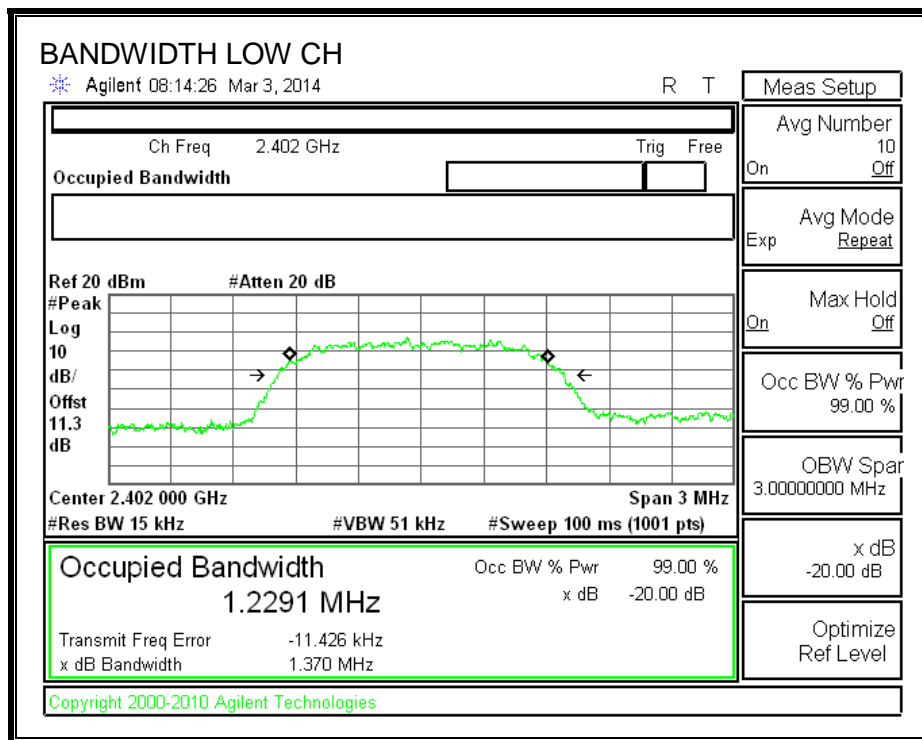 BANDWIDTH LOW CH
Agilent 08:14:26 Mar 3, 2014 R T
Meas Setup
Ch Freq 2.402 GHz Trig Free
Occupied Bandwidth
Avg Number
10
On Off
Avg Mode
Exp Repeat
Max Hold
On Off
Occ BW % Pwr
99.00 %
OBW Span
3.00000000 MHz
x dB
-20.00 dB
Optimize
Ref Level
Ref 20 dBm #Atten 20 dB
#Peak
Log
10
dB/
Offst
11.3
dB
Center 2.402 000 GHz Span 3 MHz
#Res BW 15 kHz #VBW 51 kHz #Sweep 100 ms (1001 pts)
Occupied Bandwidth Occ BW % Pwr 99.00 %
1.2291 MHz x dB -20.00 dB
Transmit Freq Error -11.426 kHz
x dB Bandwidth 1.370 MHz
Copyright 2000-2010 Agilent Technologies